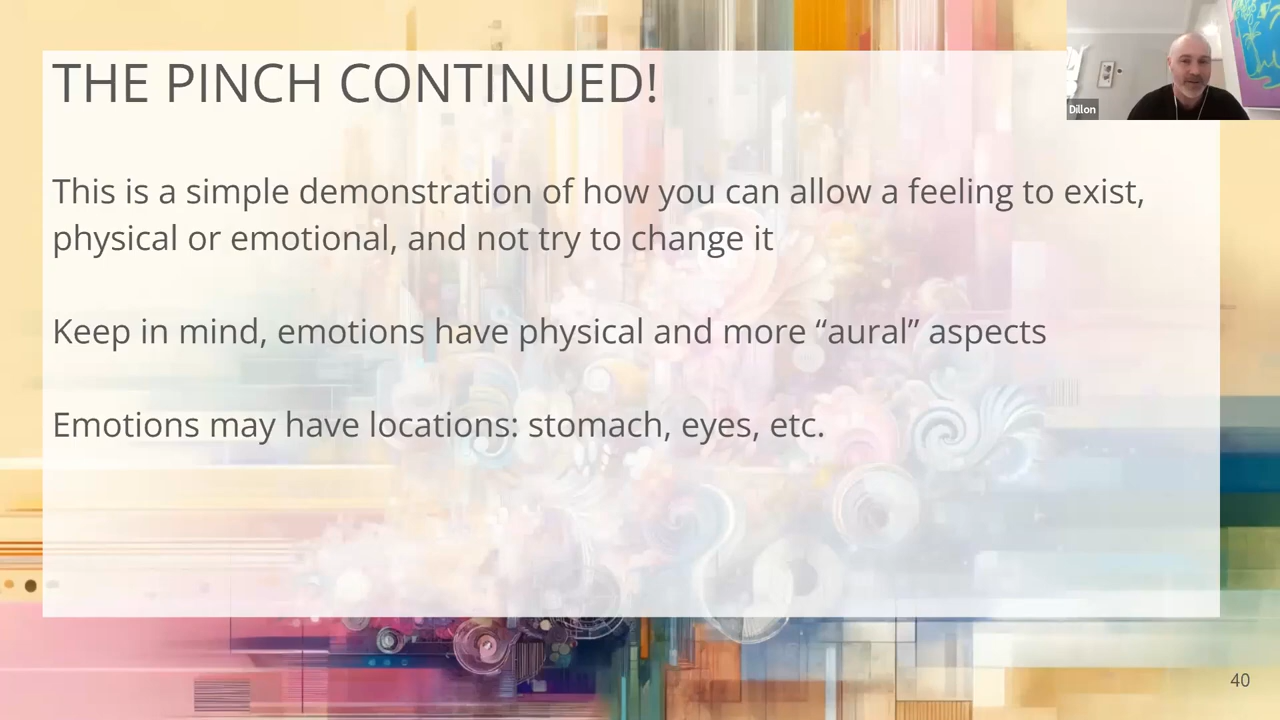 THE PINCH CONTINUED!
Dillon
This is a simple demonstration of how you can allow a feeling to exist,
physical or emotional, and not try to change it
Keep in mind, emotions have physical and more “aural” aspects
Emotions may have locations: stomach, eyes, etc.
40